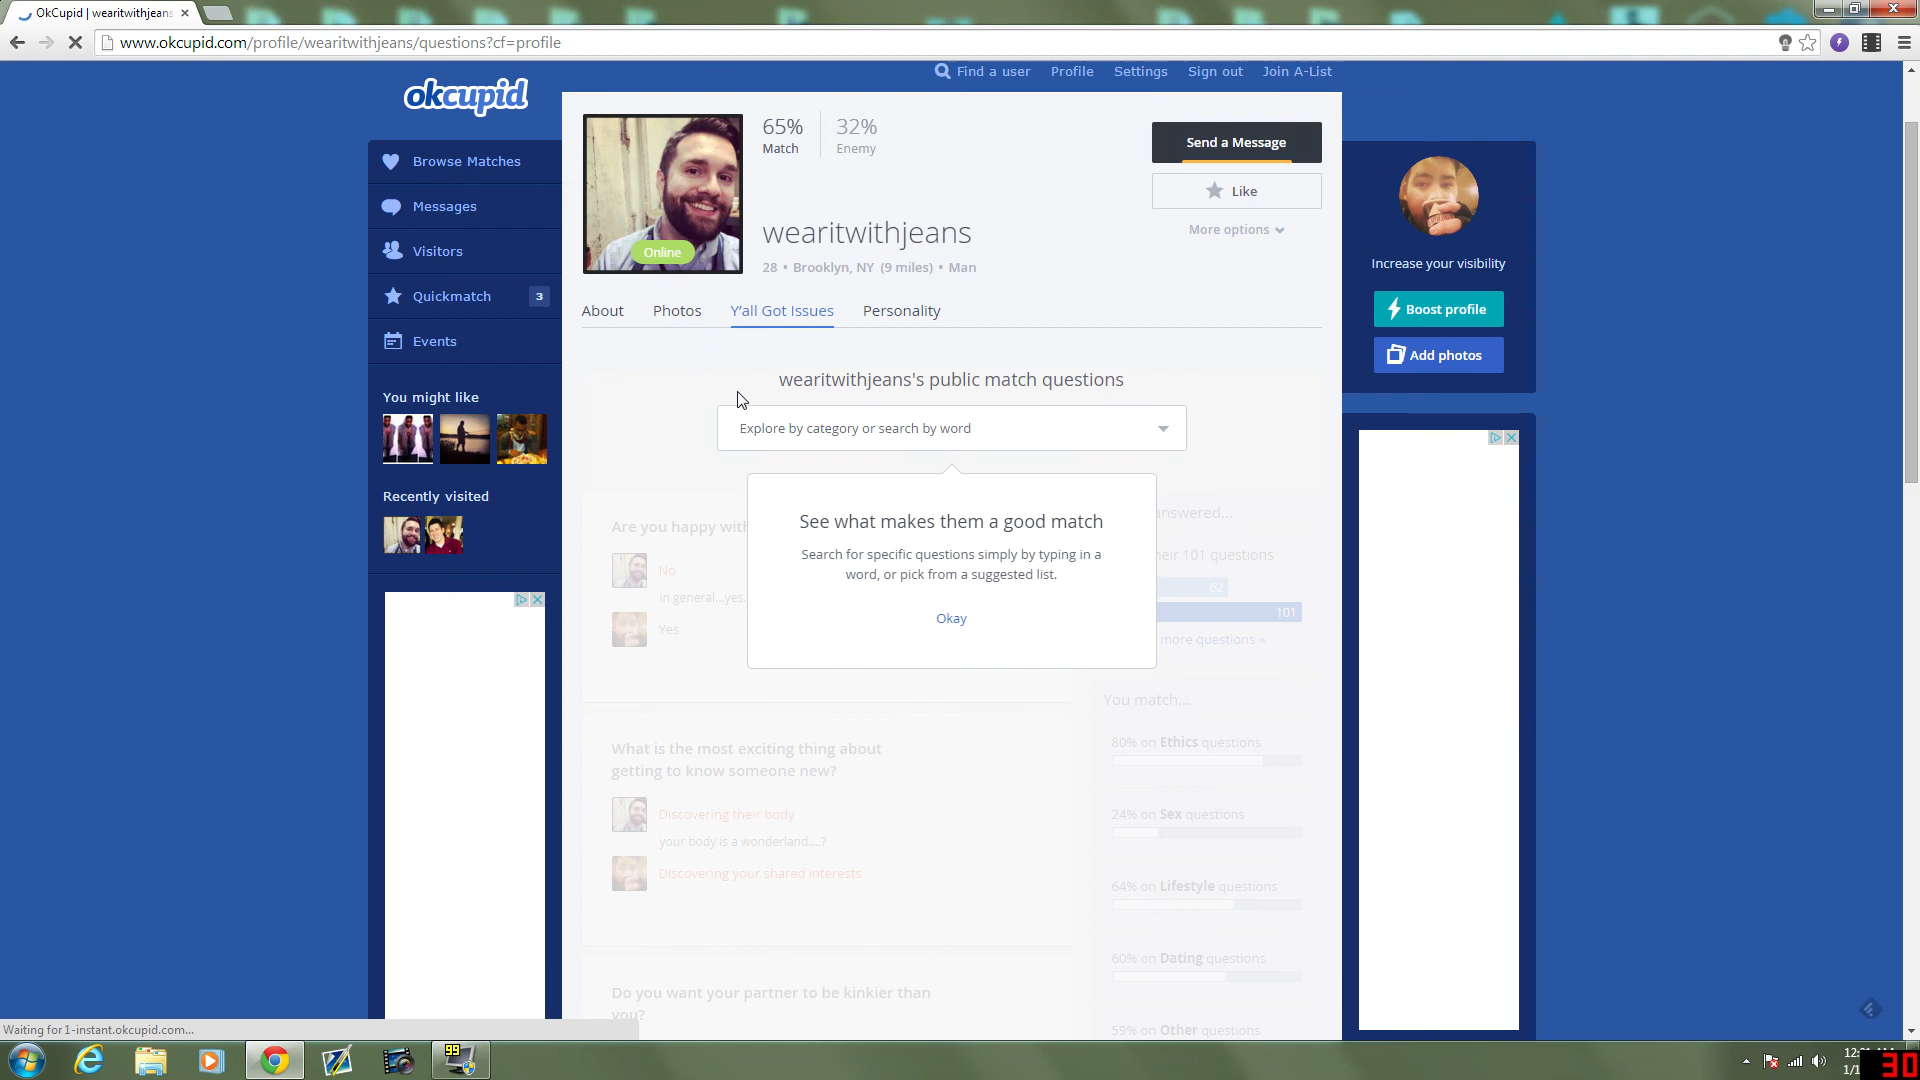 OkCupid | wearitwithjeans
www.okcupid.com/profile/wearitwithjeans/questions?cf=profile
okcupid
Find a user
Profile
Settings
Sign out
Join A-List
Browse Matches
Messages
Visitors
Quickmatch
3
Events
You might like
Recently visited
65%
Match
32%
Enemy
Online
wearitwithjeans
28 • Brooklyn, NY (9 miles) • Man
Send a Message
Like
More options
About
Photos
Y'all Got Issues
Personality
wearitwithjeans's public match questions
Explore by category or search by word
See what makes them a good match
Search for specific questions simply by typing in a
word, or pick from a suggested list.
Okay
Are you happy with
No
in general...yes,
Yes
What is the most exciting thing about
getting to know someone new?
Discovering their body
your body is a wonderland....?
Discovering your shared interests
Do you want your partner to be kinkier than
you?
answered...
their 101 questions
62
101
more questions »
You match...
80% on Ethics questions
24% on Sex questions
64% on Lifestyle questions
60% on Dating questions
59% on Other questions
Increase your visibility
Boost profile
Add photos
Waiting for 1-instant.okcupid.com...
99
30